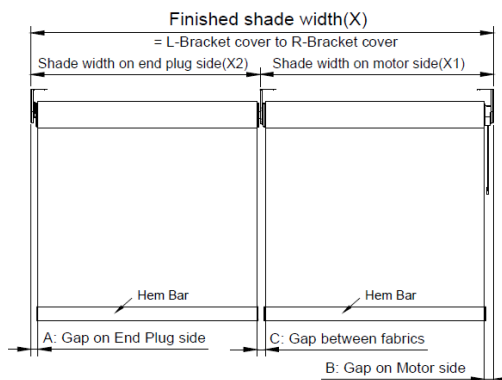 Finished shade width(X)
= L-Bracket cover to R-Bracket cover
Shade width on end plug side(X2)
Shade width on motor side(X1)
Hem Bar
Hem Bar
A: Gap on End Plug side
C: Gap between fabrics
B: Gap on Motor side